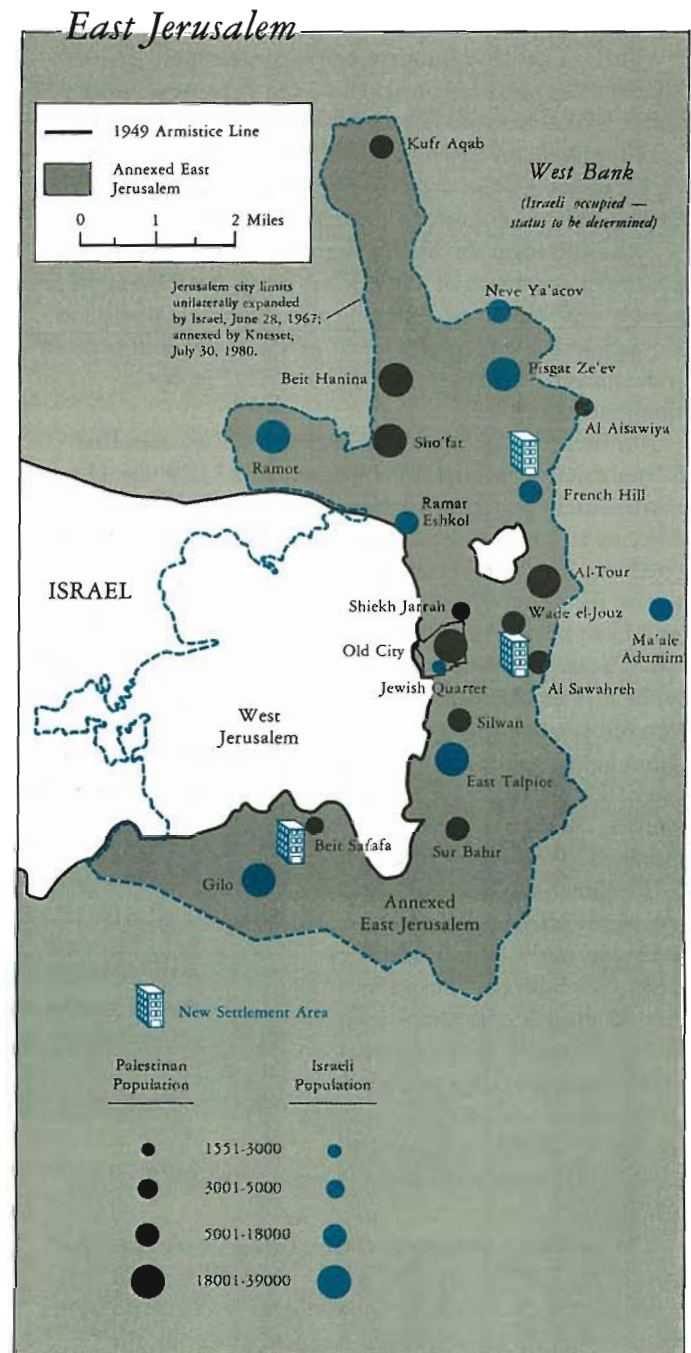 East Jerusalem
1949 Armistice Line
Annexed East
Jerusalem
0 1 2 Miles
Kufr Aqab
West Bank
(Israeli occupied —
status to be determined)
Jerusalem city limits
unilaterally expanded
by Israel, June 28, 1967;
annexed by Knesset,
July 30, 1980.
Neve Ya'acov
Beit Hanina
Pisgat Ze'ev
Al Aisawiya
Sho'fat
Ramot
French Hill
Ramat
Eshkol
ISRAEL
Al-Tour
Shiekh Jarrah
Wade el-Jouz
Old City
Ma'ale
Adumim
Jewish Quarter
Al Sawahreh
West
Jerusalem
Silwan
East Talpiot
Beit Safafa
Sur Bahir
Gilo
Annexed
East Jerusalem
New Settlement Area
Palestinan
Population
Israeli
Population
1551-3000
3001-5000
5001-18000
18001-39000